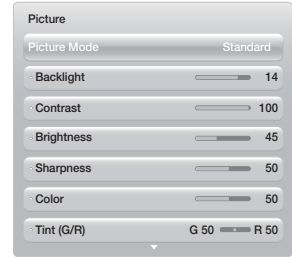 Picture
Picture Mode Standard
· Backlight 14
· Contrast 100
· Brightness 45
· Sharpness 50
· Color 50
· Tint (G/R) G 50 R 50